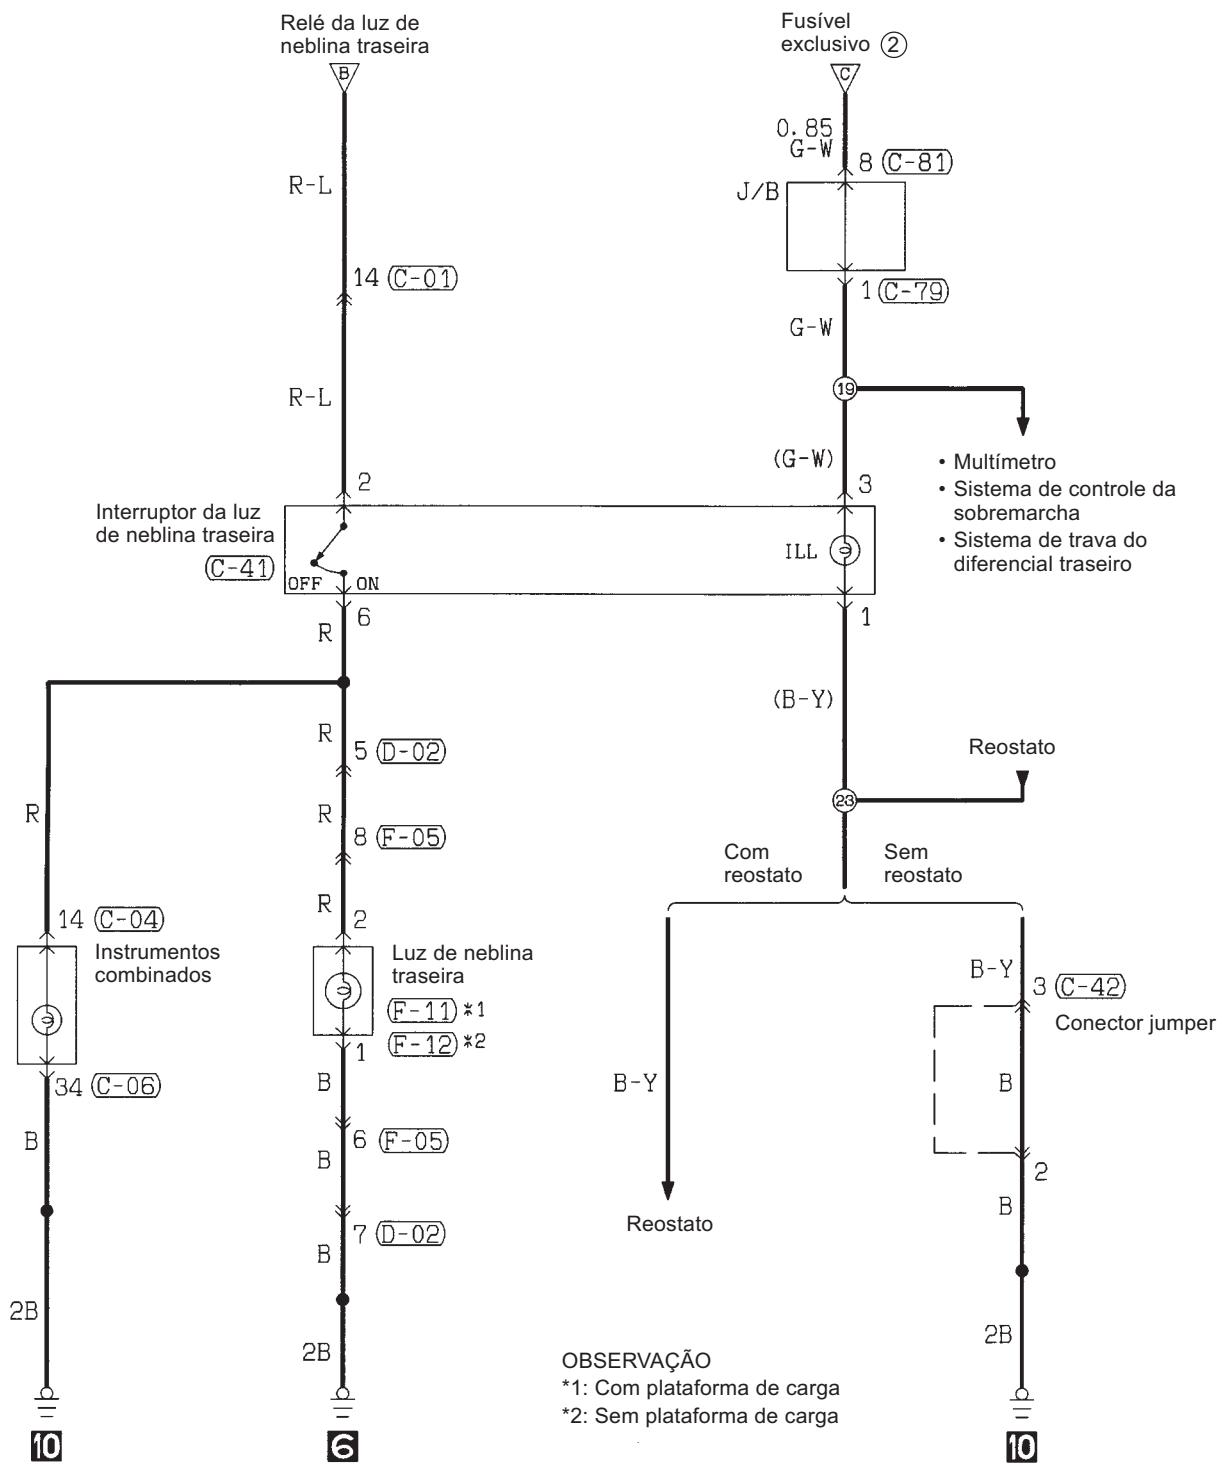 Relé da luz de
neblina traseira
Fusível
exclusivo 2
B
C
0.85
G-W
8 C-81
R-L
J/B
14 C-01
1 C-79
G-W
19
R-L
(G-W)
2
3
• Multímetro
• Sistema de controle da
sobremarcha
• Sistema de trava do
diferencial traseiro
Interruptor da luz
de neblina traseira
C-41
OFF ON
ILL
6
1
R
(B-Y)
R
5 D-02
Reostato
23
R
R
8 F-05
Com
reostato
Sem
reostato
R
2
14 C-04
Instrumentos
combinados
Luz de neblina
traseira
F-11 *1
F-12 *2
B-Y
3 C-42
Conector jumper
1
34 C-06
B
B-Y
B
B
6 F-05
B
2
7 D-02
B
B
Reostato
2B
2B
2B
OBSERVAÇÃO
*1: Com plataforma de carga
*2: Sem plataforma de carga
10
6
10